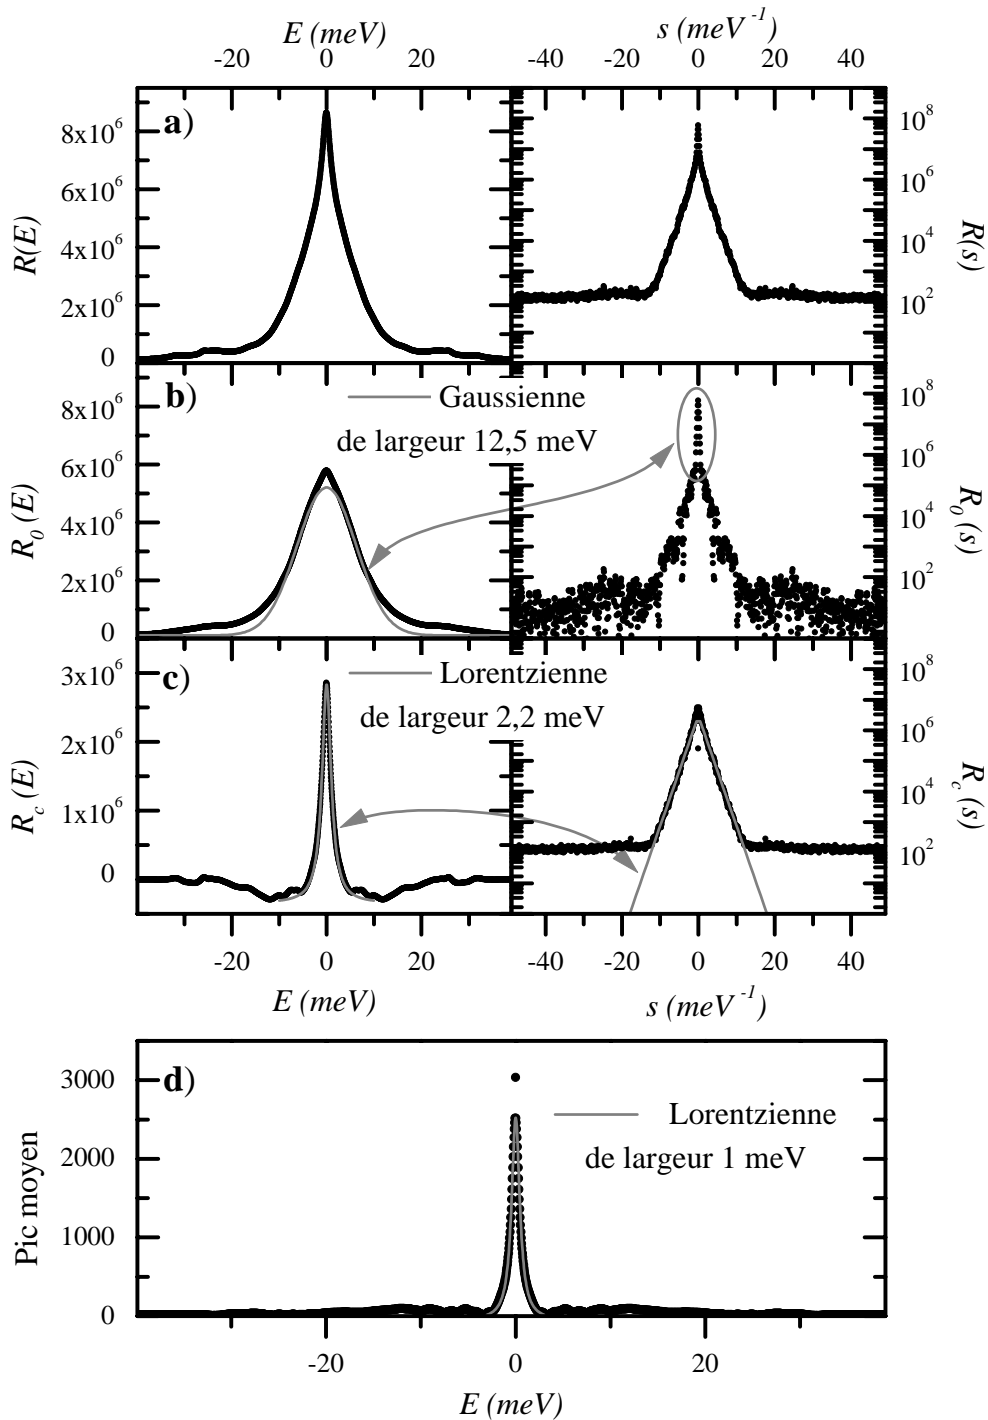 E (meV)
s (meV⁻¹)
-20 0 20
-40 -20 0 20 40
a)
8x10⁶
6x10⁶
4x10⁶
2x10⁶
0
R(E)
10⁸
10⁶
10⁴
10²
R(s)
b)
Gaussienne
de largeur 12,5 meV
8x10⁶
6x10⁶
4x10⁶
2x10⁶
0
R₀(E)
10⁸
10⁶
10⁴
10²
R₀(s)
c)
Lorentzienne
de largeur 2,2 meV
3x10⁶
2x10⁶
1x10⁶
0
R_c(E)
10⁸
10⁶
10⁴
10²
R_c(s)
-20 0 20
-40 -20 0 20 40
E (meV)
s (meV⁻¹)
d)
3000
2000
1000
0
Pic moyen
Lorentzienne
de largeur 1 meV
-20 0 20
E (meV)